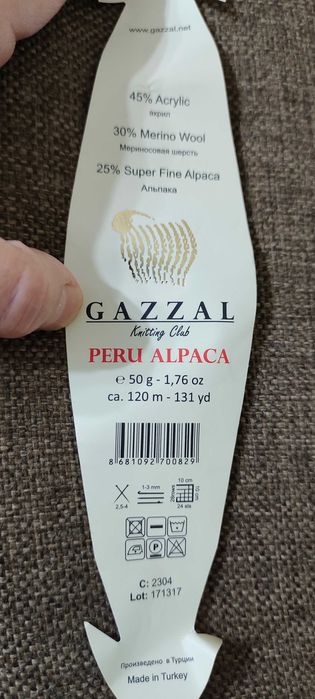 www.gazzal.net
45% Acrylic
акрил
30% Merino Wool
Мериносовая шерсть
25% Super Fine Alpaca
Альпака
GAZZAL
Knitting Club
PERU ALPACA
℮ 50 g - 1,76 oz
ca. 120 m - 131 yd
8 681092 700829
2,5-4
1-3 mm
10 cm
10 cm
24 sts
P
C: 2304
Lot: 171317
Произведено в Турции
Made in Turkey